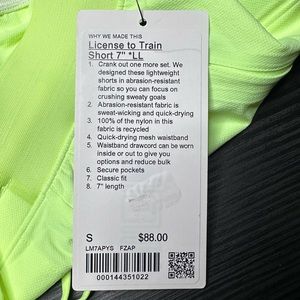 WHY WE MADE THIS
License to Train
Short 7" *LL
1. Crank out one more set. We
designed these lightweight
shorts in abrasion-resistant
fabric so you can focus on
crushing sweaty goals
2. Abrasion-resistant fabric is
sweat-wicking and quick-drying
3. 100% of the nylon in this
fabric is recycled
4. Quick-drying mesh waistband
5. Waistband drawcord can be worn
inside or out to give you
options and reduce bulk
6. Secure pockets
7. Classic fit
8. 7" length
S $88.00
LM7APYS FZAP
000144351022